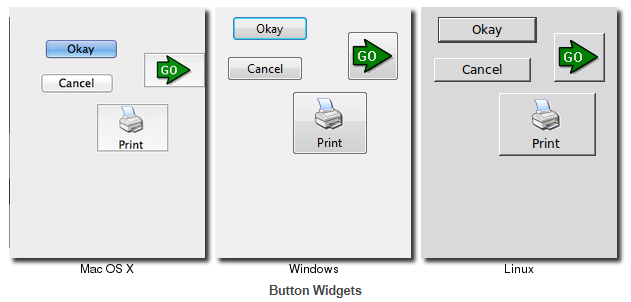 Okay
GO
Cancel
Print
Mac OS X
Okay
GO
Cancel
Print
Windows
Okay
GO
Cancel
Print
Linux
Button Widgets